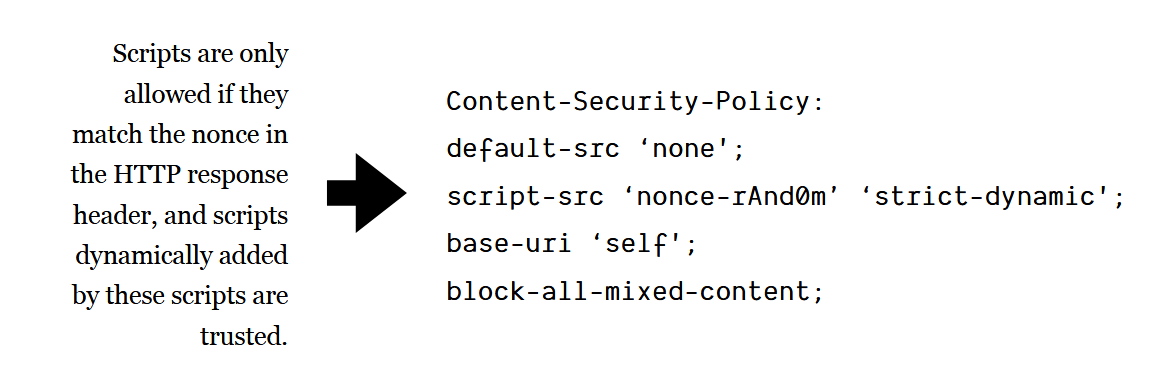 Scripts are only
allowed if they
match the nonce in
the HTTP response
header, and scripts
dynamically added
by these scripts are
trusted.
Content-Security-Policy:
default-src ‘none';
script-src ‘nonce-rAnd0m’ ‘strict-dynamic';
base-uri ‘self';
block-all-mixed-content;